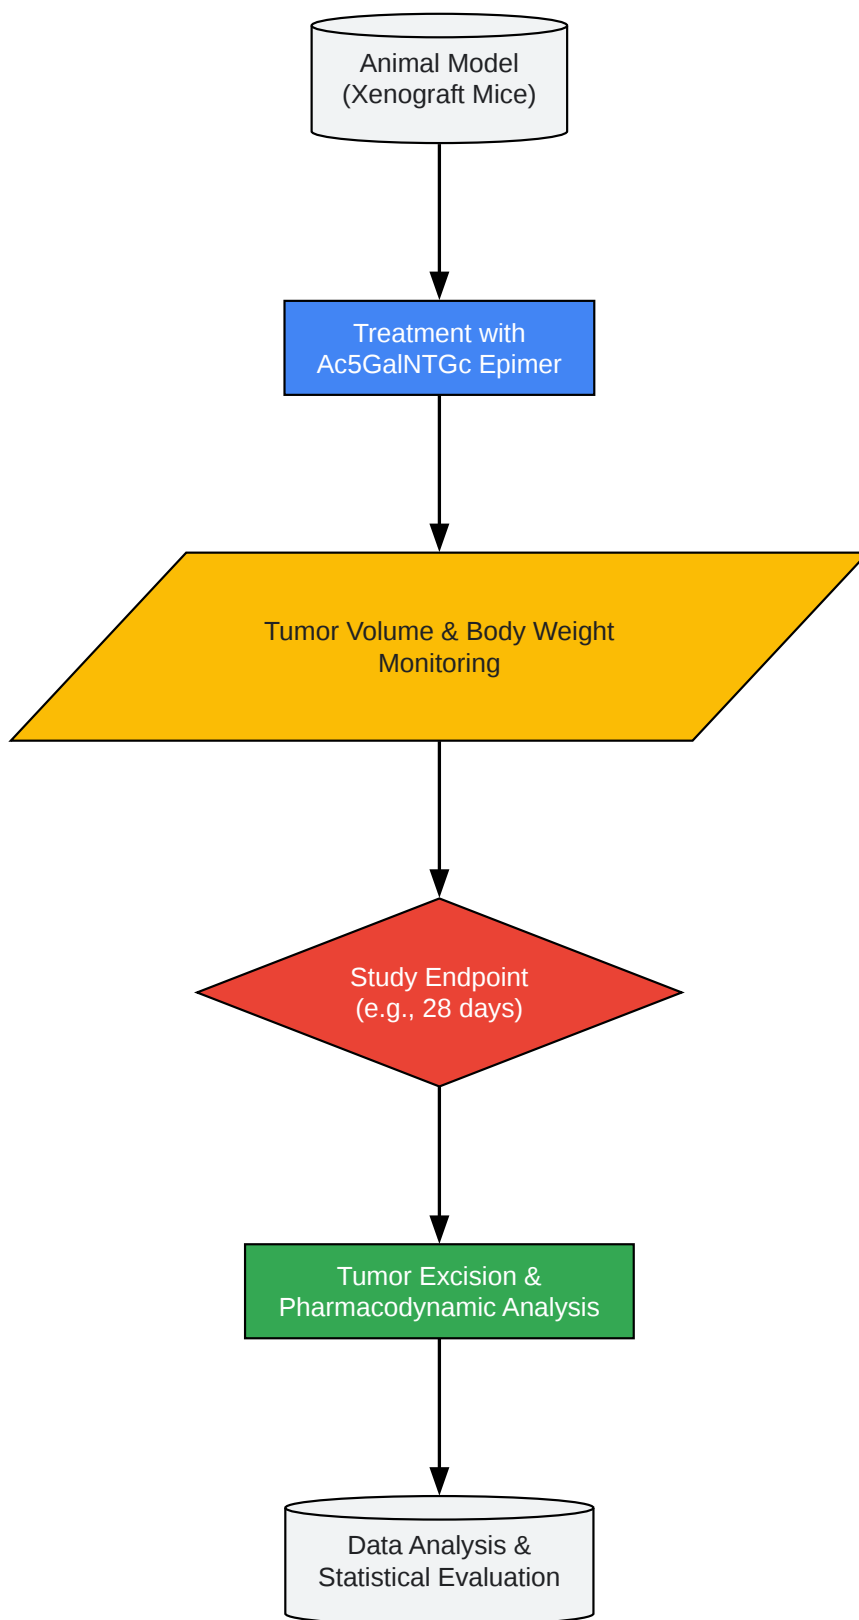 Animal Model
(Xenograft Mice)
Treatment with
Ac5GalNTGc Epimer
Tumor Volume & Body Weight
Monitoring
Study Endpoint
(e.g., 28 days)
Tumor Excision &
Pharmacodynamic Analysis
Data Analysis &
Statistical Evaluation